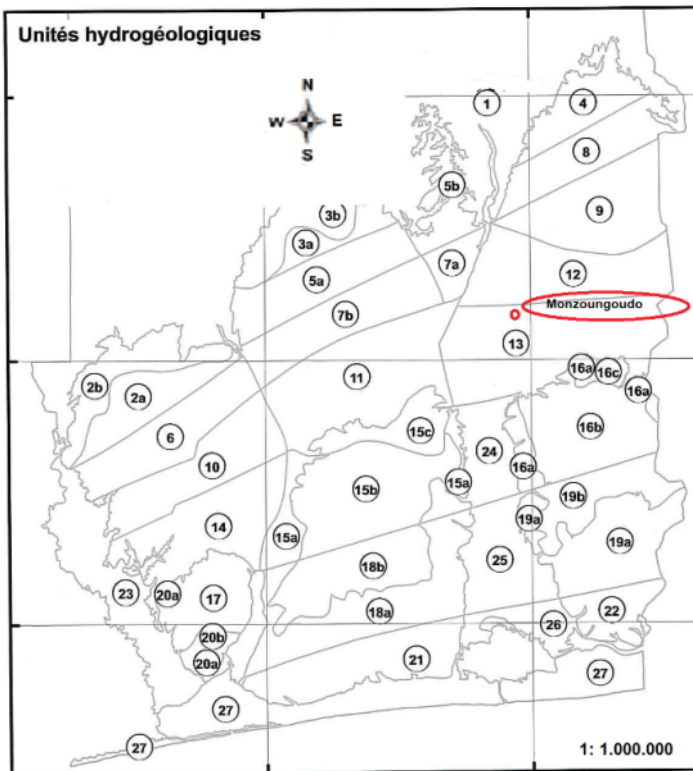 Unités hydrogéologiques
N
W E
S
1
4
8
5b
3b
9
3a
7a
5a
12
Monzoungoudo
7b
13
16a 16c
11
2b
2a
16a
15c
16b
6
24
10
16a
15a
15b
19b
19a
14
15a
19a
25
18b
23
20a
17
18a
22
26
20b
20a
21
27
27
27
1: 1.000.000